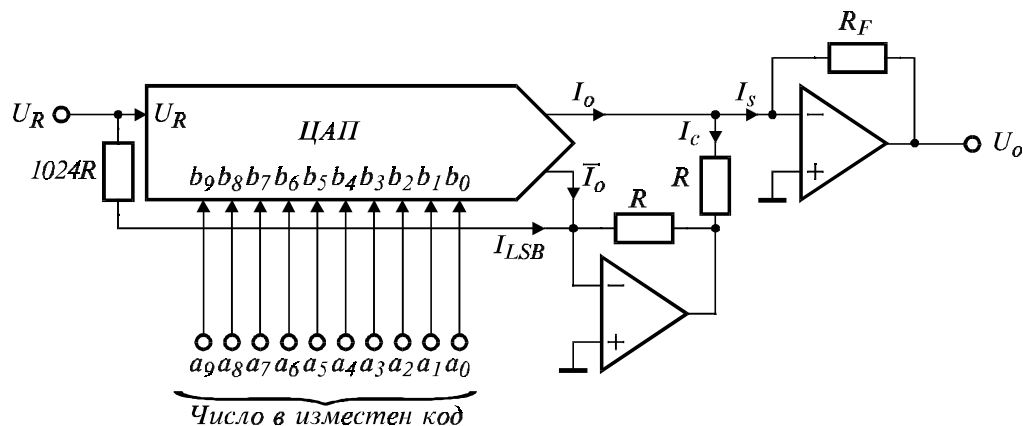 R_F
U_R
U_R
ЦАП
I_o
I_s
I_c
1024R
b_9 b_8 b_7 b_6 b_5 b_4 b_3 b_2 b_1 b_0
Ī_o
R
R
U_o
I_LSB
a_9 a_8 a_7 a_6 a_5 a_4 a_3 a_2 a_1 a_0
Число в изместен код